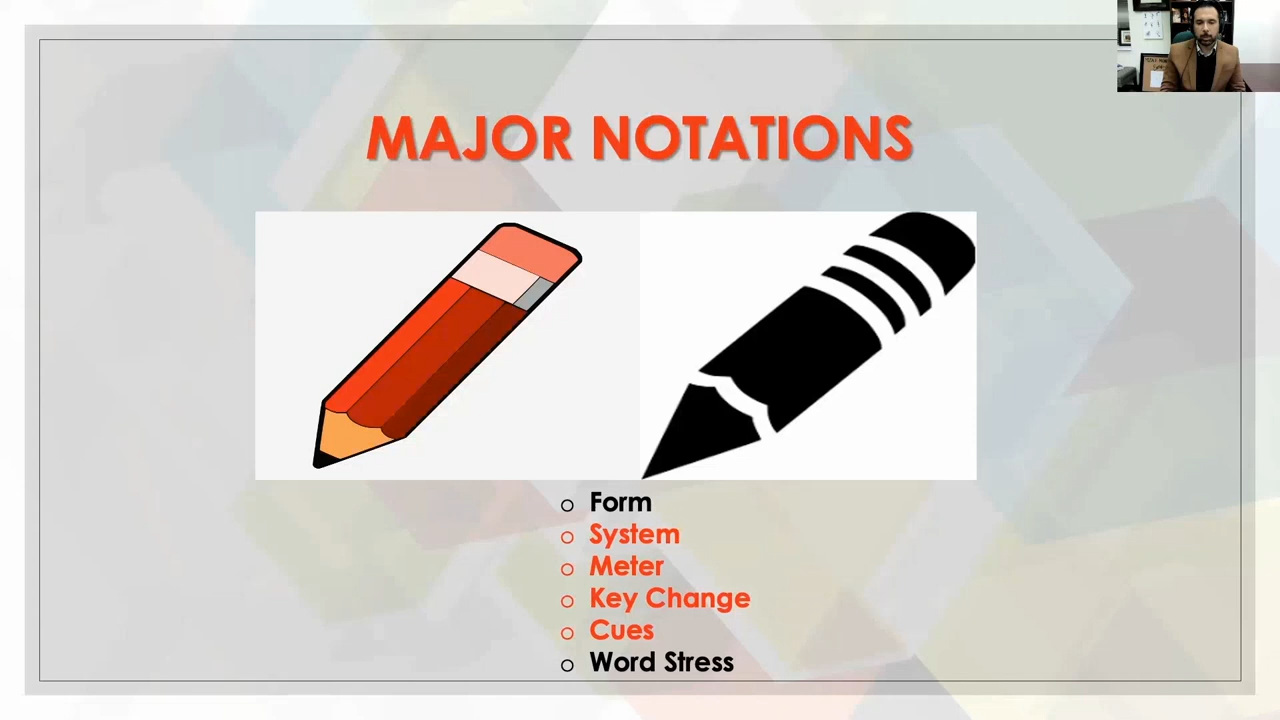 MAJOR NOTATIONS
Form
System
Meter
Key Change
Cues
Word Stress